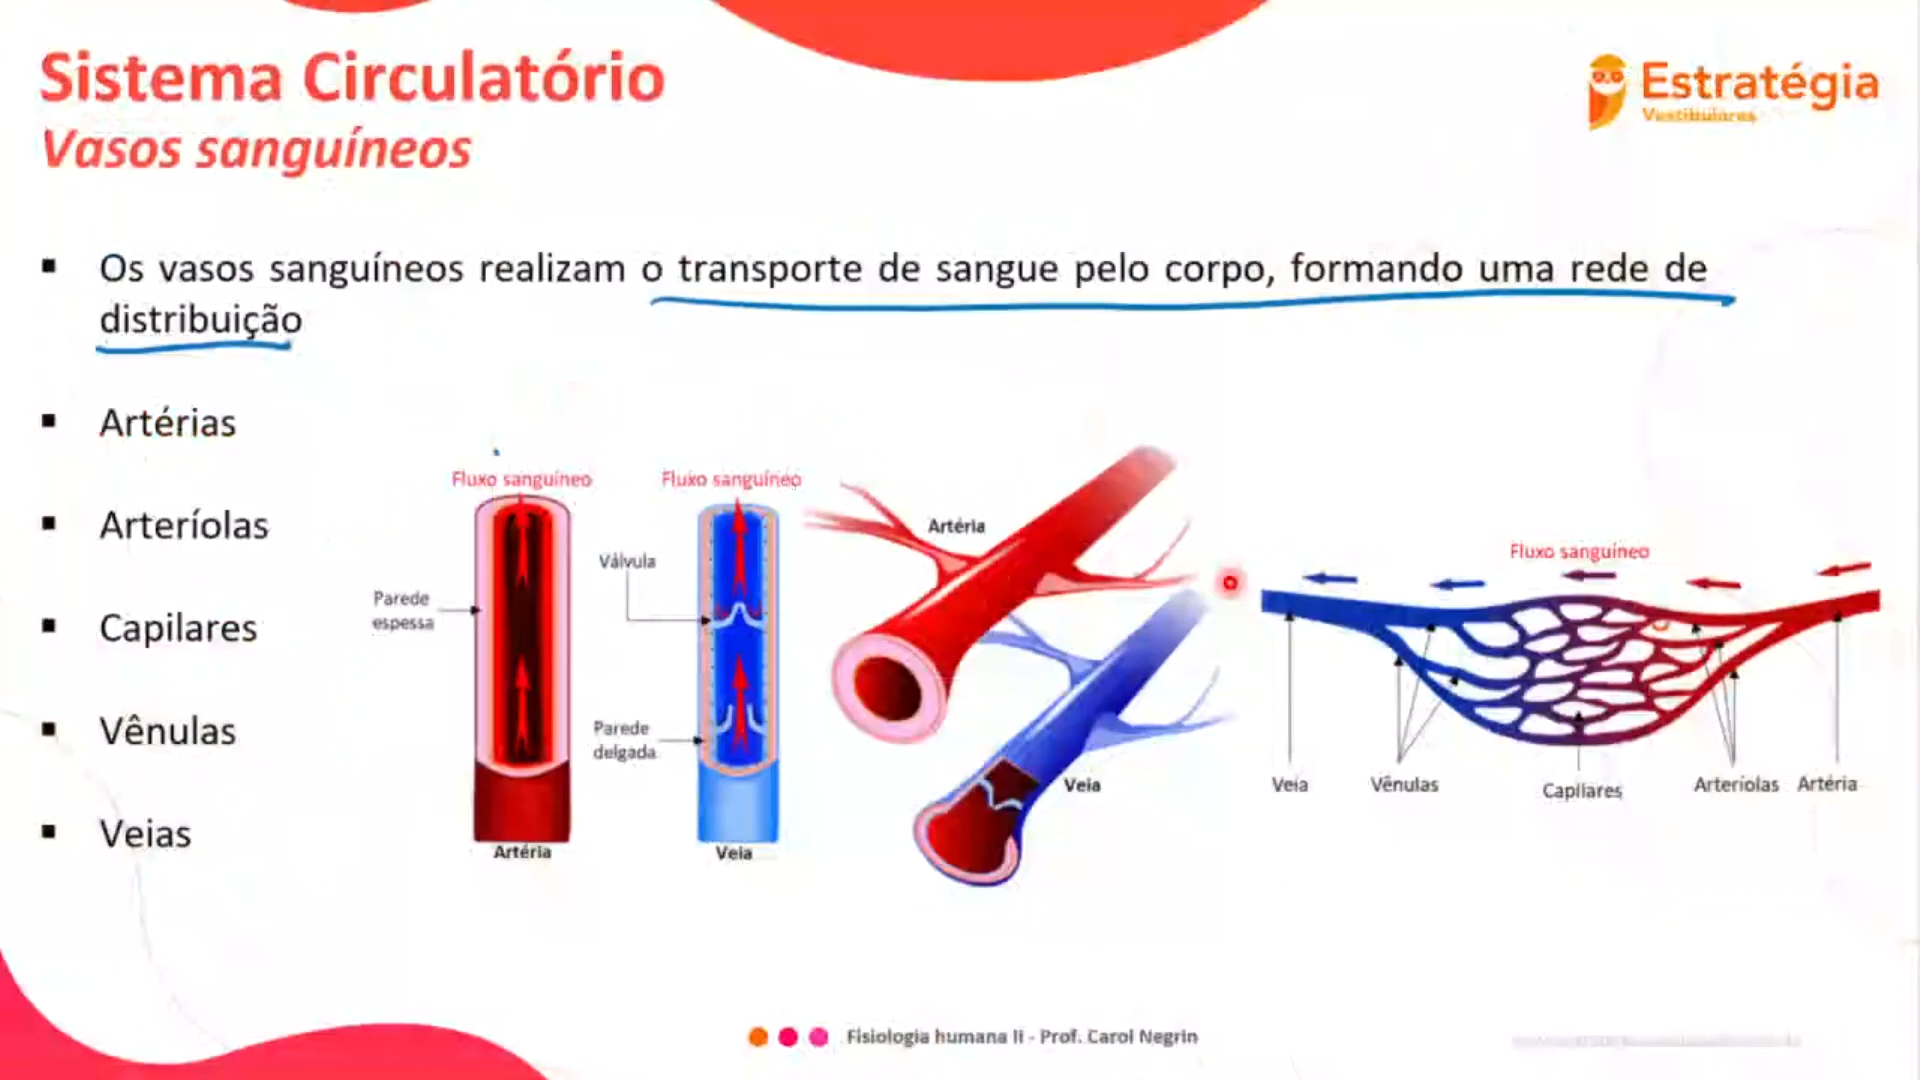 Sistema Circulatório
Vasos sanguíneos
Estratégia
Vestibulares
▪ Os vasos sanguíneos realizam o transporte de sangue pelo corpo, formando uma rede de
distribuição
▪ Artérias
▪ Arteríolas
▪ Capilares
▪ Vênulas
▪ Veias
Fluxo sanguíneo
Parede
espessa
Artéria
Fluxo sanguíneo
Válvula
Parede
delgada
Veia
Artéria
Veia
Fluxo sanguíneo
Veia
Vênulas
Capilares
Arteríolas
Artéria
Fisiologia humana II - Prof. Carol Negrin